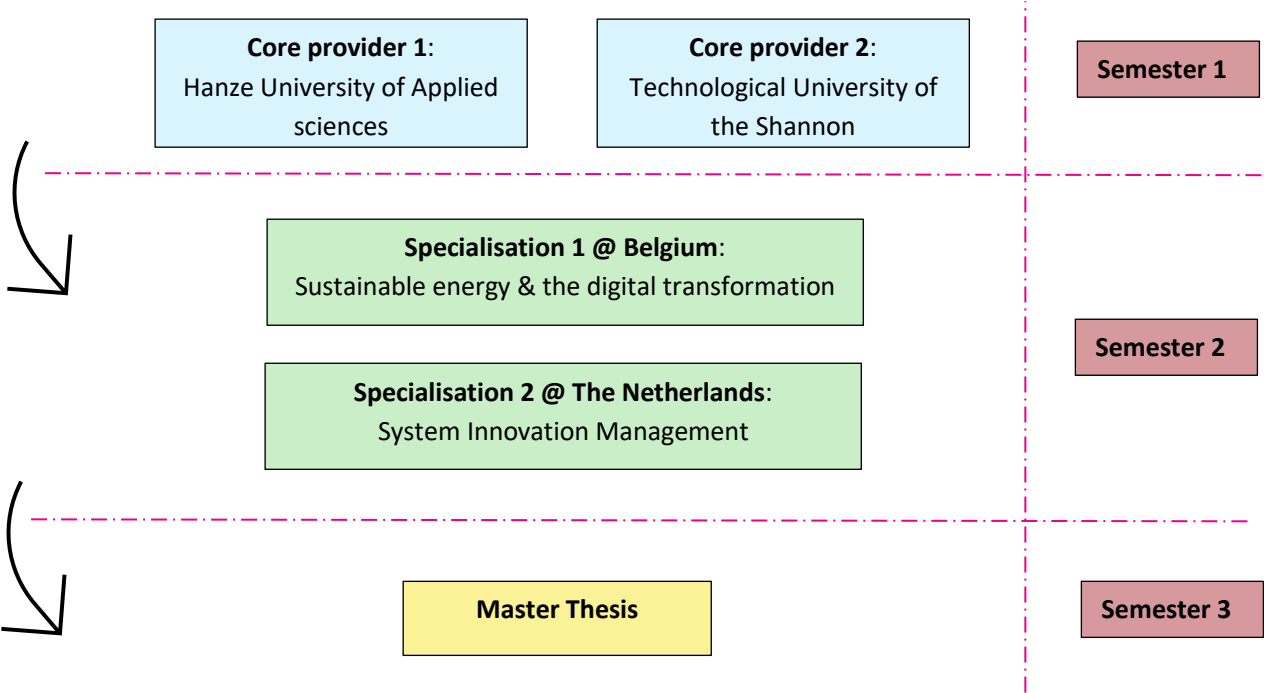 Core provider 1:
Hanze University of Applied
sciences
Core provider 2:
Technological University of
the Shannon
Semester 1
Specialisation 1 @ Belgium:
Sustainable energy & the digital transformation
Specialisation 2 @ The Netherlands:
System Innovation Management
Semester 2
Master Thesis
Semester 3